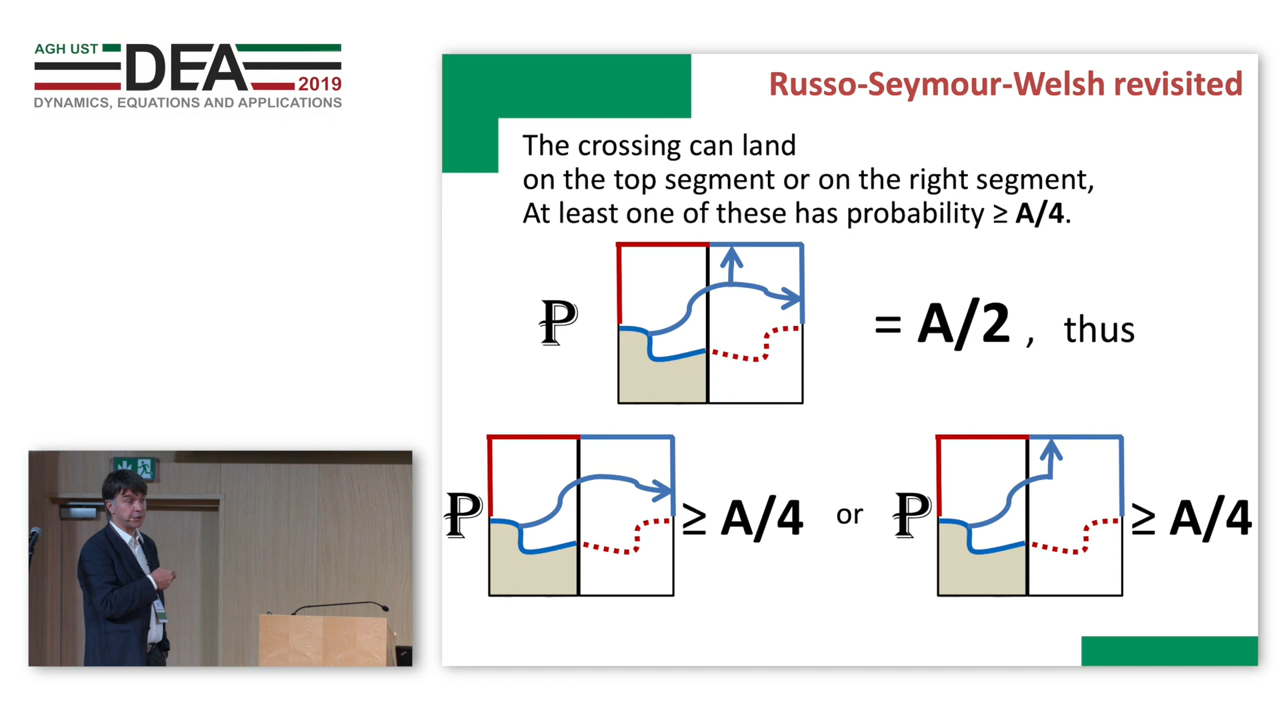 AGH UST
DEA
2019
DYNAMICS, EQUATIONS AND APPLICATIONS
Russo-Seymour-Welsh revisited
The crossing can land
on the top segment or on the right segment,
At least one of these has probability ≥ A/4.
ℙ = A/2 , thus
ℙ ≥ A/4 or ℙ ≥ A/4